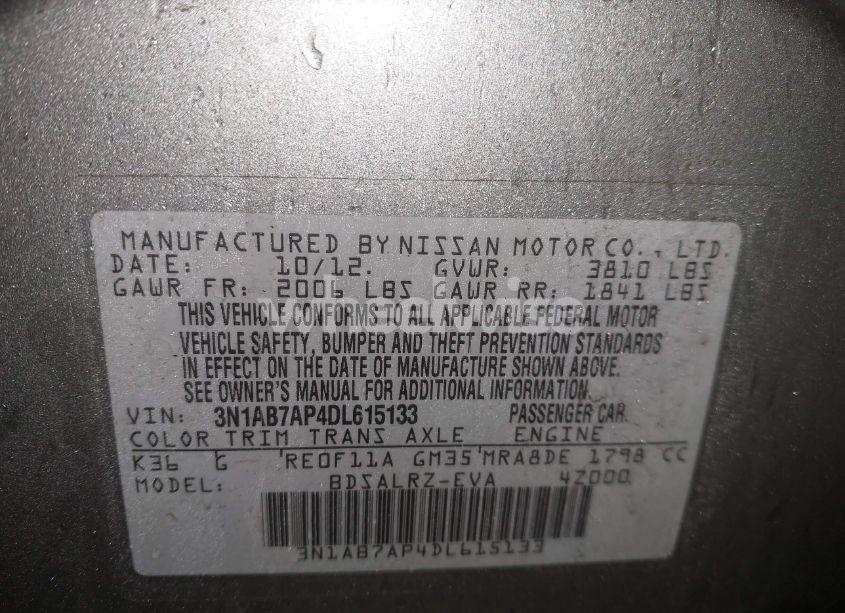 MANUFACTURED BY NISSAN MOTOR CO., LTD.
DATE: 10/12. GVWR: 3810 LBS
GAWR FR: 2006 LBS GAWR RR: 1841 LBS
THIS VEHICLE CONFORMS TO ALL APPLICABLE FEDERAL MOTOR
VEHICLE SAFETY, BUMPER AND THEFT PREVENTION STANDARDS
IN EFFECT ON THE DATE OF MANUFACTURE SHOWN ABOVE.
SEE OWNER'S MANUAL FOR ADDITIONAL INFORMATION.
VIN: 3N1AB7AP4DL615133 PASSENGER CAR.
COLOR TRIM TRANS AXLE ENGINE
K36 G REOF11A GM35 MRA8DE 1798 CC
MODEL: BDSALRZ-EVA 4Z000
3N1AB7AP4DL615133